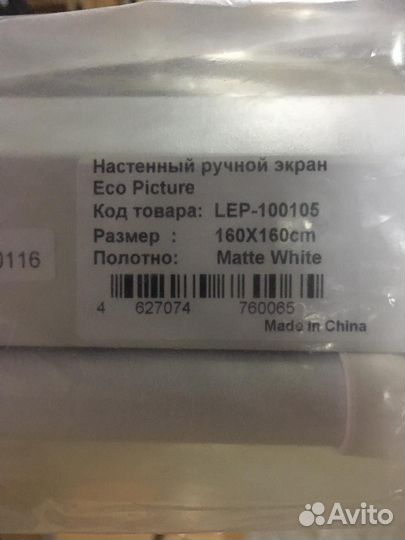 Настенный ручной экран
Eco Picture
Код товара: LEP-100105
Размер : 160X160cm
Полотно: Matte White
0116
4 627074 760065
Made in China
Avito